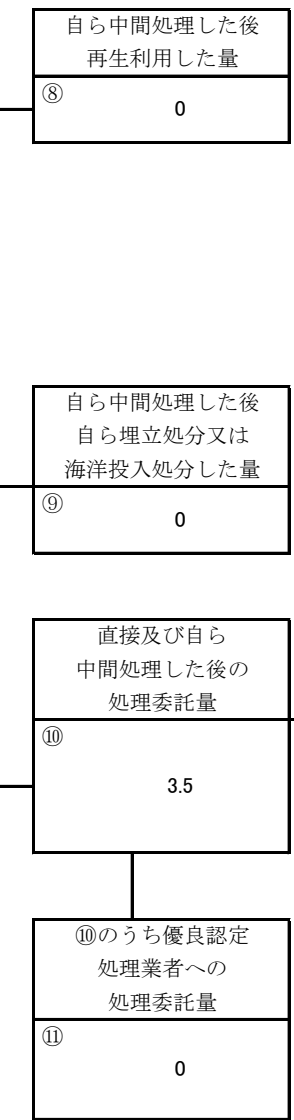 自ら中間処理した後
再生利用した量
⑧
0
自ら中間処理した後
自ら埋立処分又は
海洋投入処分した量
⑨
0
直接及び自ら
中間処理した後の
処理委託量
⑩
3.5
⑩のうち優良認定
処理業者への
処理委託量
⑪
0